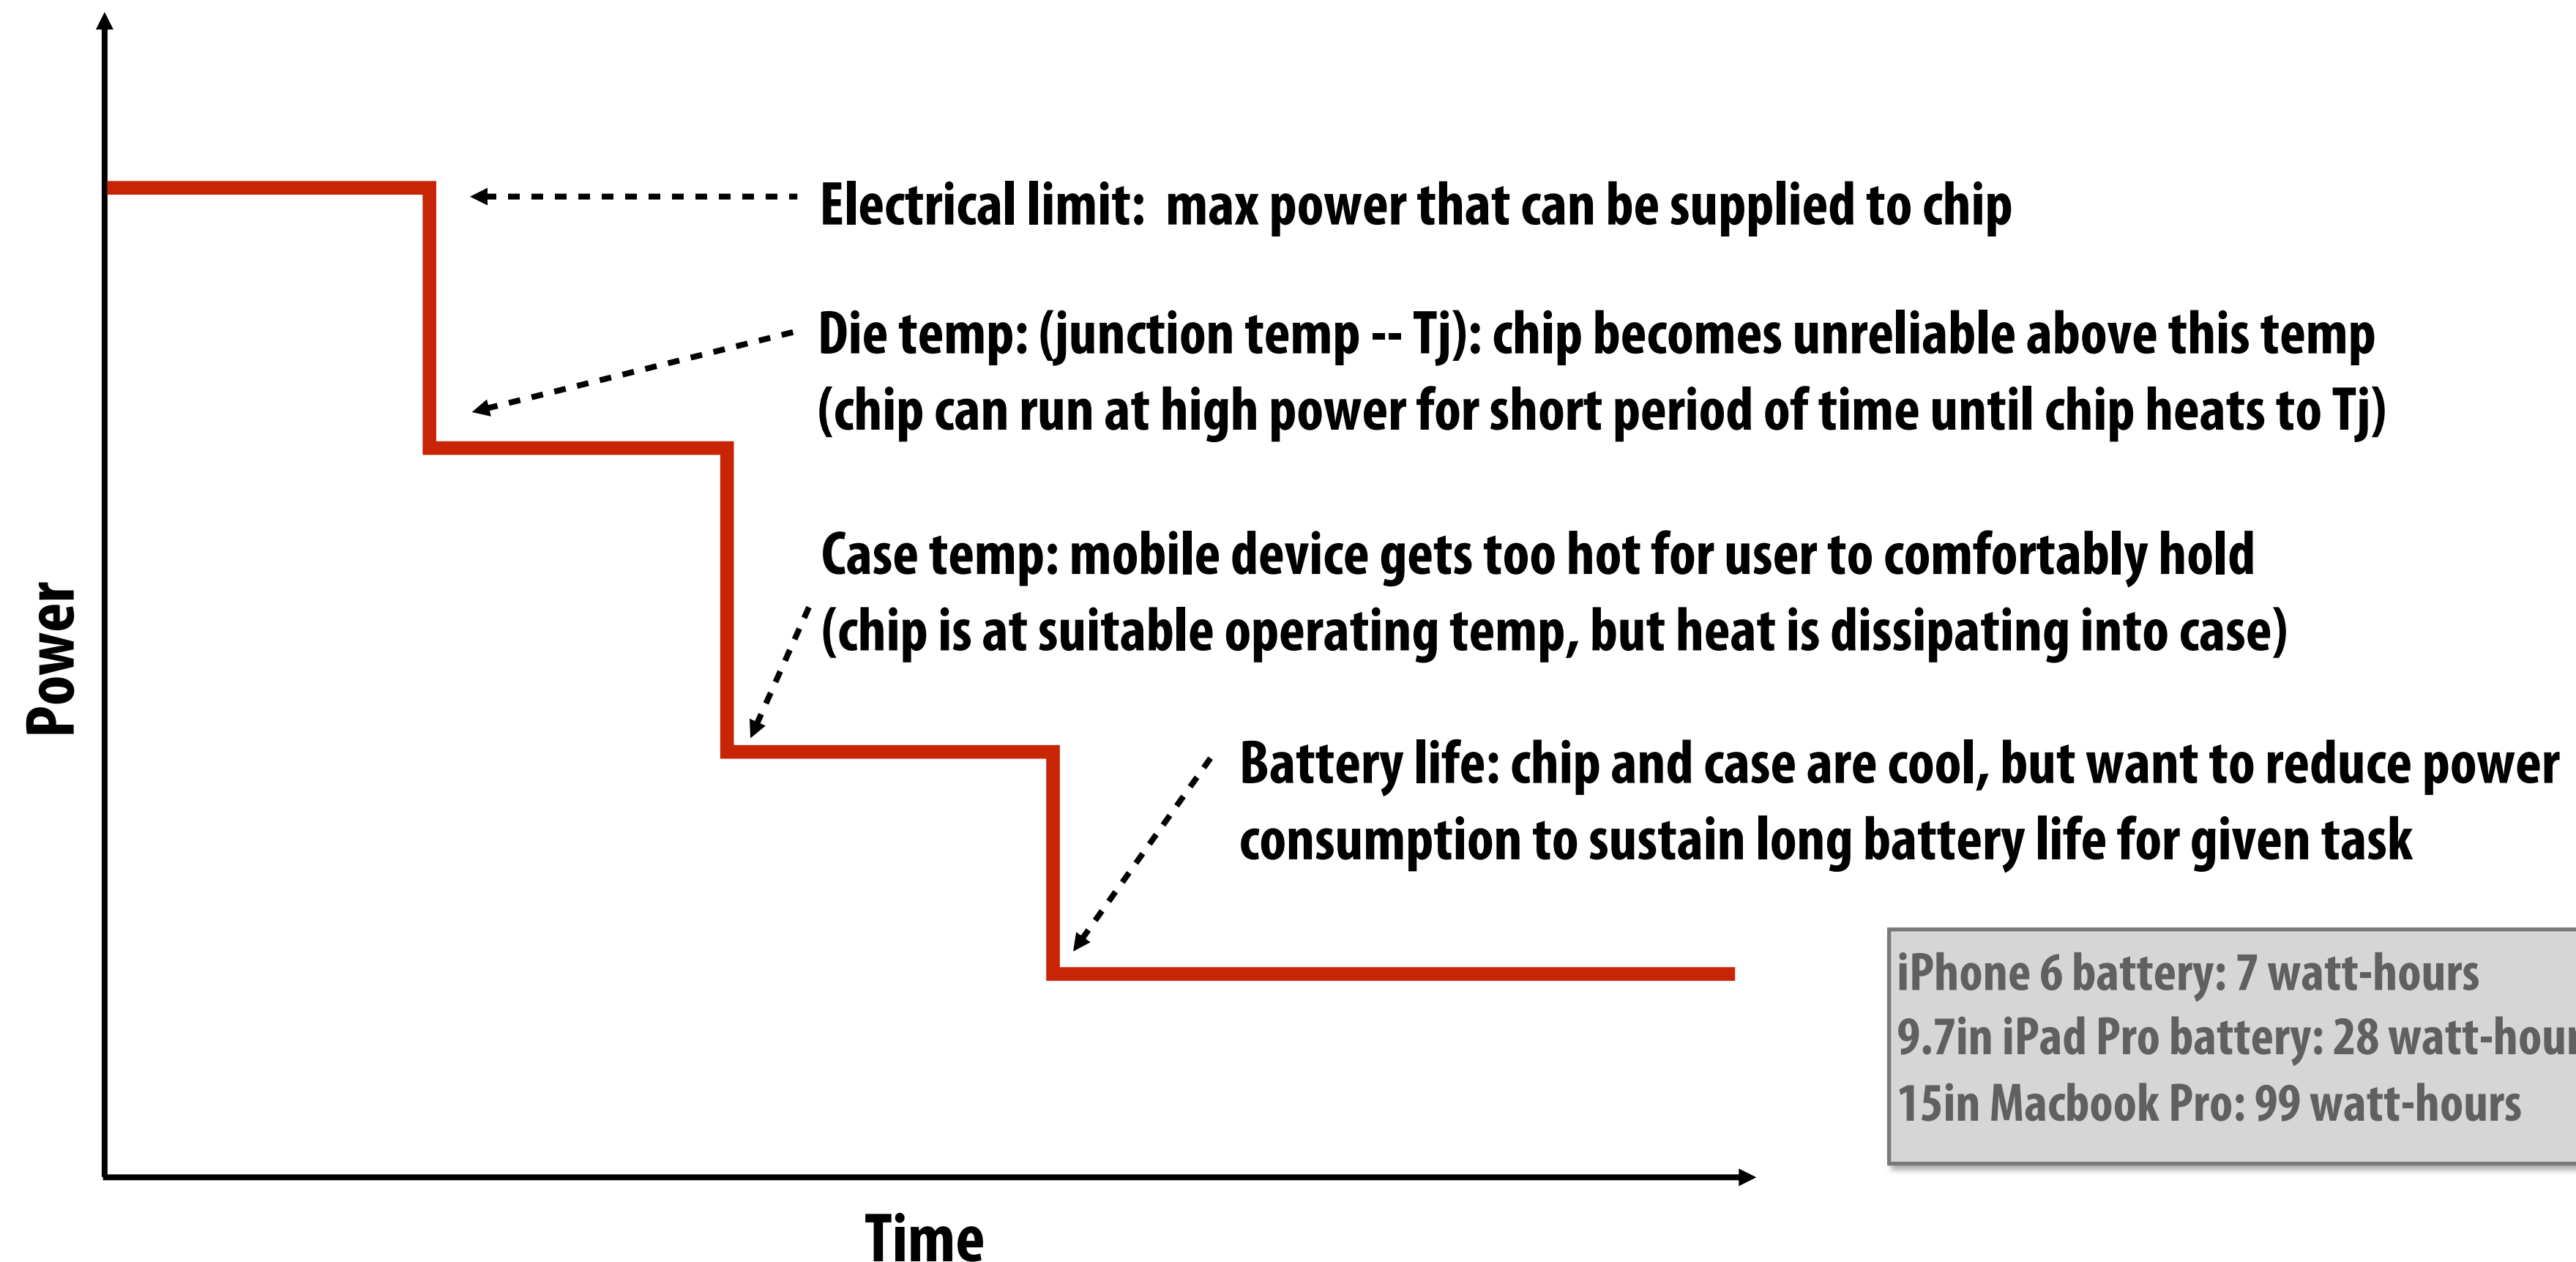 Electrical limit:  max power that can be supplied to chip
Die temp: (junction temp -- Tj): chip becomes unreliable above this temp
(chip can run at high power for short period of time until chip heats to Tj)
Case temp: mobile device gets too hot for user to comfortably hold
(chip is at suitable operating temp, but heat is dissipating into case)
Power
Battery life: chip and case are cool, but want to reduce power
consumption to sustain long battery life for given task
iPhone 6 battery: 7 watt-hours
9.7in iPad Pro battery: 28 watt-hour
15in Macbook Pro: 99 watt-hours
Time